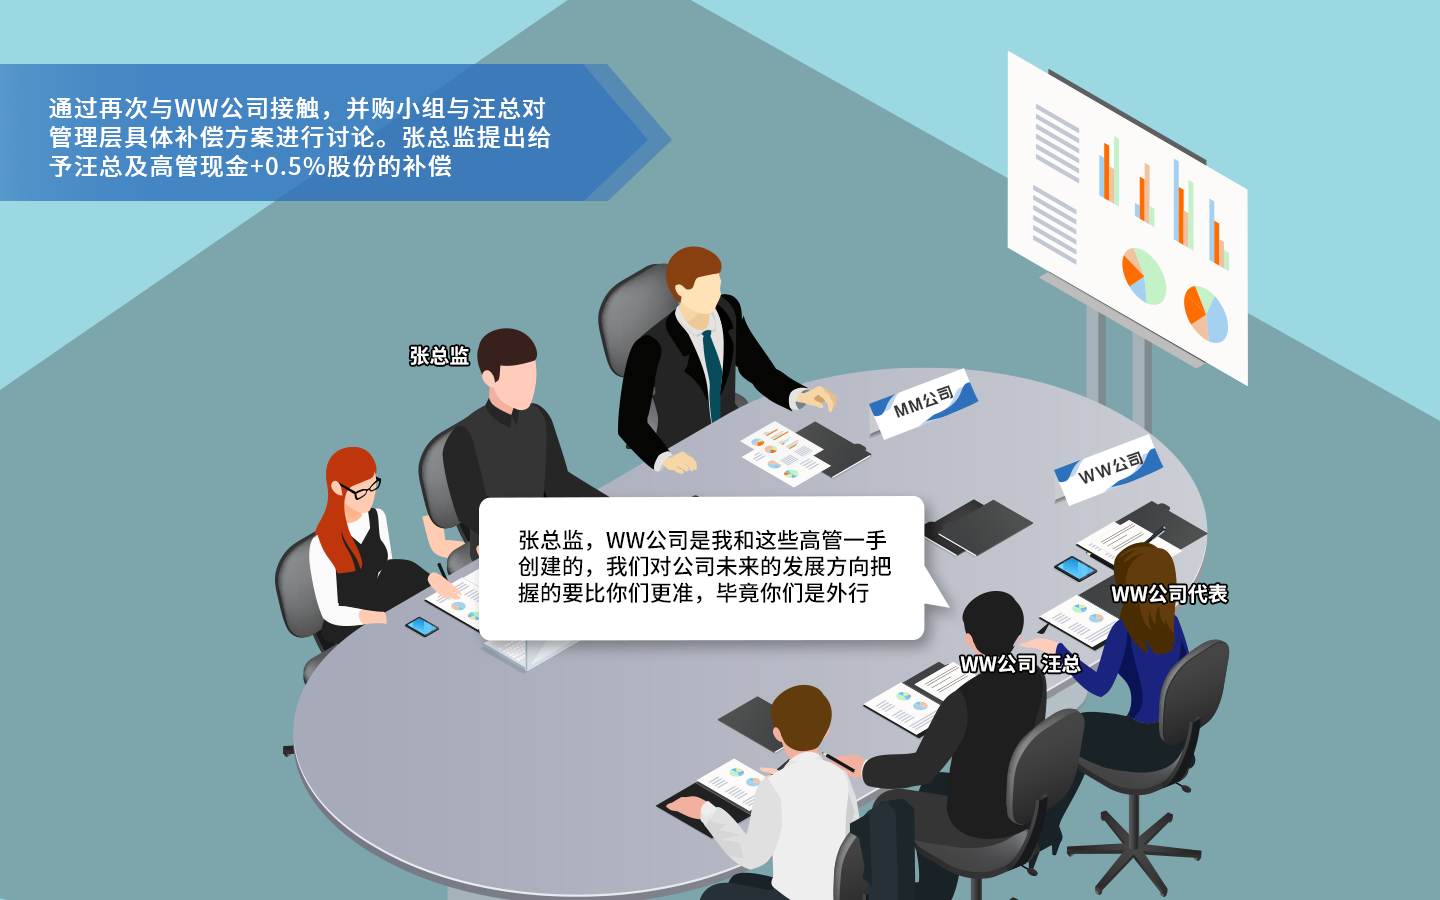 通过再次与WW公司接触，并购小组与汪总对
管理层具体补偿方案进行讨论。张总监提出给
予汪总及高管现金+0.5%股份的补偿
张总监
MM公司
WW公司
张总监，WW公司是我和这些高管一手
创建的，我们对公司未来的发展方向把
握的要比你们更准，毕竟你们是外行
WW公司代表
WW公司 汪总